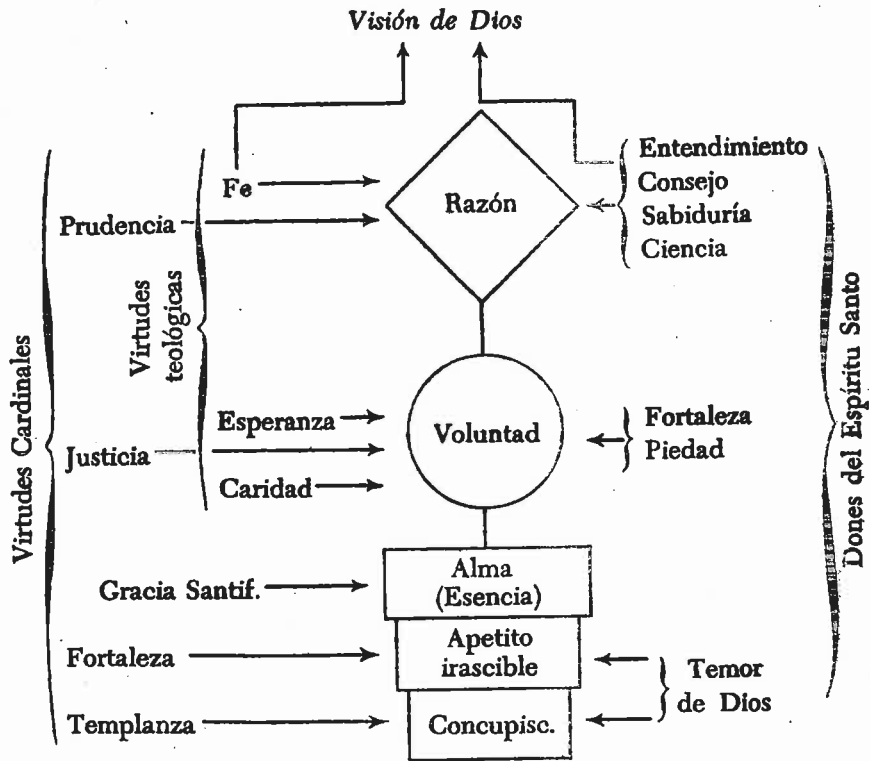 Visión de Dios
Fe
Prudencia
Razón
Entendimiento
Consejo
Sabiduría
Ciencia
Virtudes
teológicas
Virtudes Cardinales
Dones del Espíritu Santo
Esperanza
Justicia
Caridad
Voluntad
Fortaleza
Piedad
Gracia Santif.
Alma
(Esencia)
Fortaleza
Apetito
irascible
Temor
de Dios
Templanza
Concupisc.